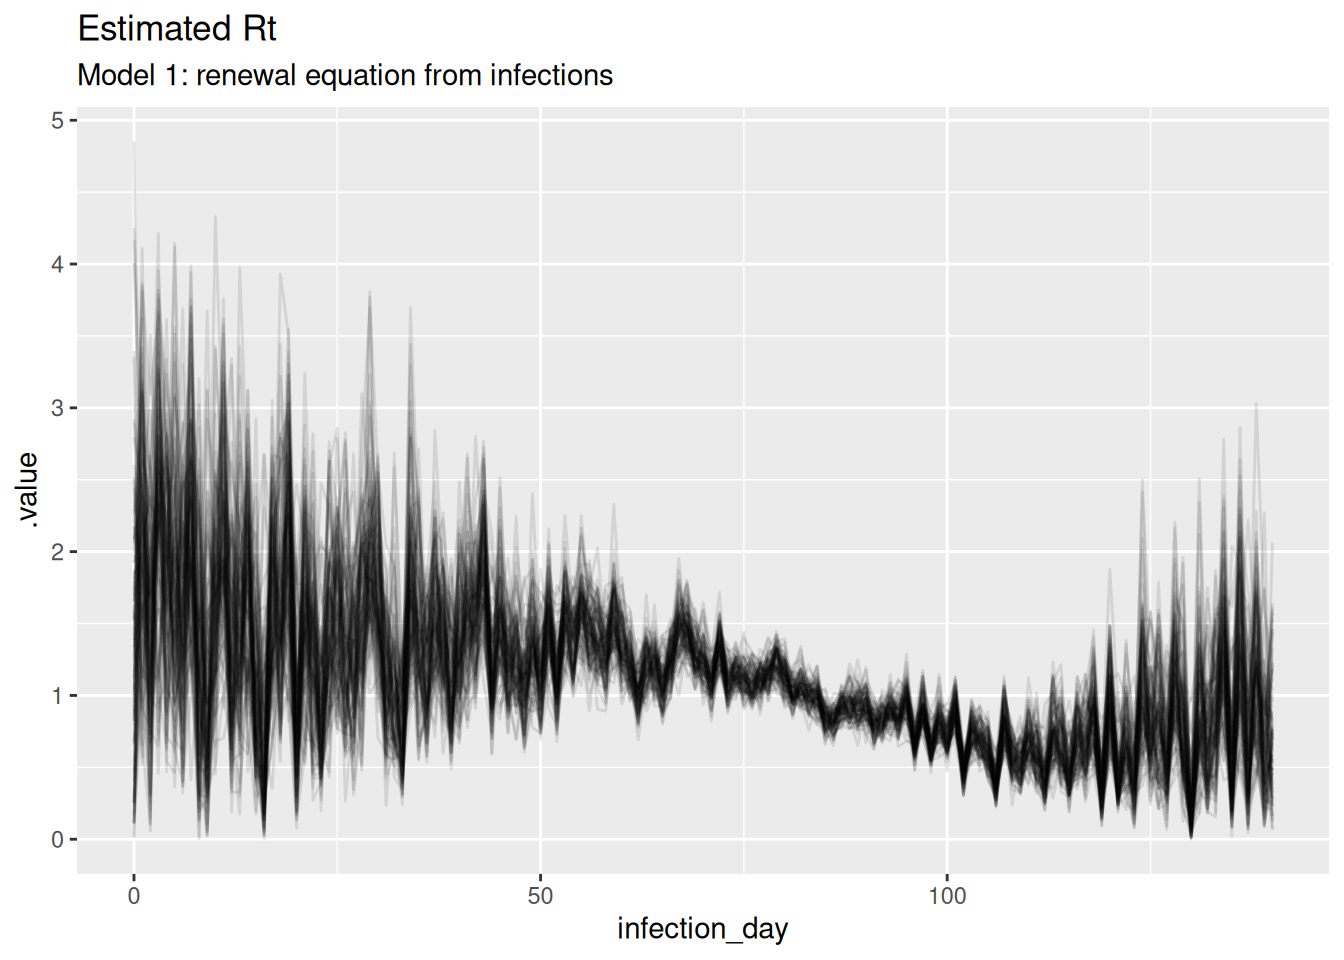 Estimated Rt
Model 1: renewal equation from infections
5
4
3
2
1
0
.value
0 50 100
infection_day